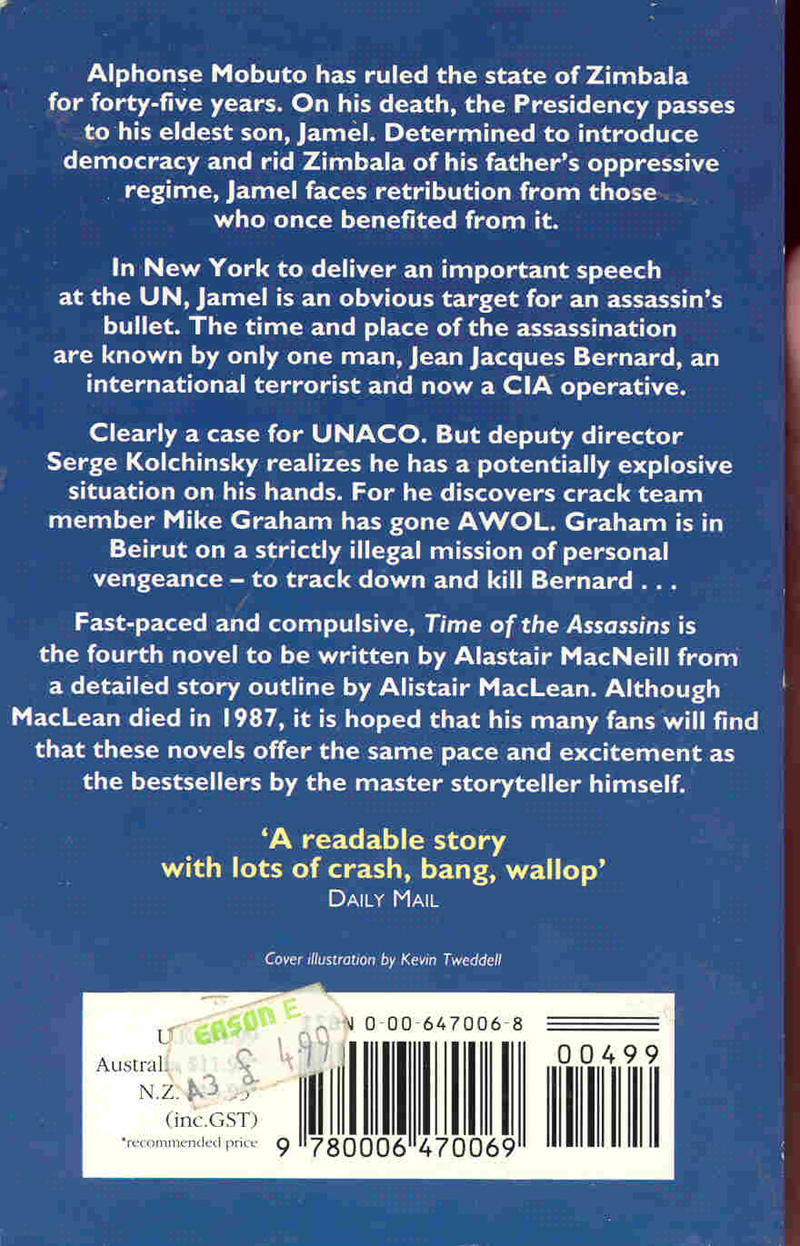 Alphonse Mobuto has ruled the state of Zimbala
for forty-five years. On his death, the Presidency passes
to his eldest son, Jamel. Determined to introduce
democracy and rid Zimbala of his father's oppressive
regime, Jamel faces retribution from those
who once benefited from it.
In New York to deliver an important speech
at the UN, Jamel is an obvious target for an assassin's
bullet. The time and place of the assassination
are known by only one man, Jean Jacques Bernard, an
international terrorist and now a CIA operative.
Clearly a case for UNACO. But deputy director
Serge Kolchinsky realizes he has a potentially explosive
situation on his hands. For he discovers crack team
member Mike Graham has gone AWOL. Graham is in
Beirut on a strictly illegal mission of personal
vengeance – to track down and kill Bernard . . .
Fast-paced and compulsive, Time of the Assassins is
the fourth novel to be written by Alastair MacNeill from
a detailed story outline by Alistair MacLean. Although
MacLean died in 1987, it is hoped that his many fans will find
that these novels offer the same pace and excitement as
the bestsellers by the master storyteller himself.
‘A readable story
with lots of crash, bang, wallop’
DAILY MAIL
Cover illustration by Kevin Tweddell
EASON E
A3 £ 4.99
0-00-647006-8
00499
N.Z.
(inc.GST)
*recommended price
9 780006 470069